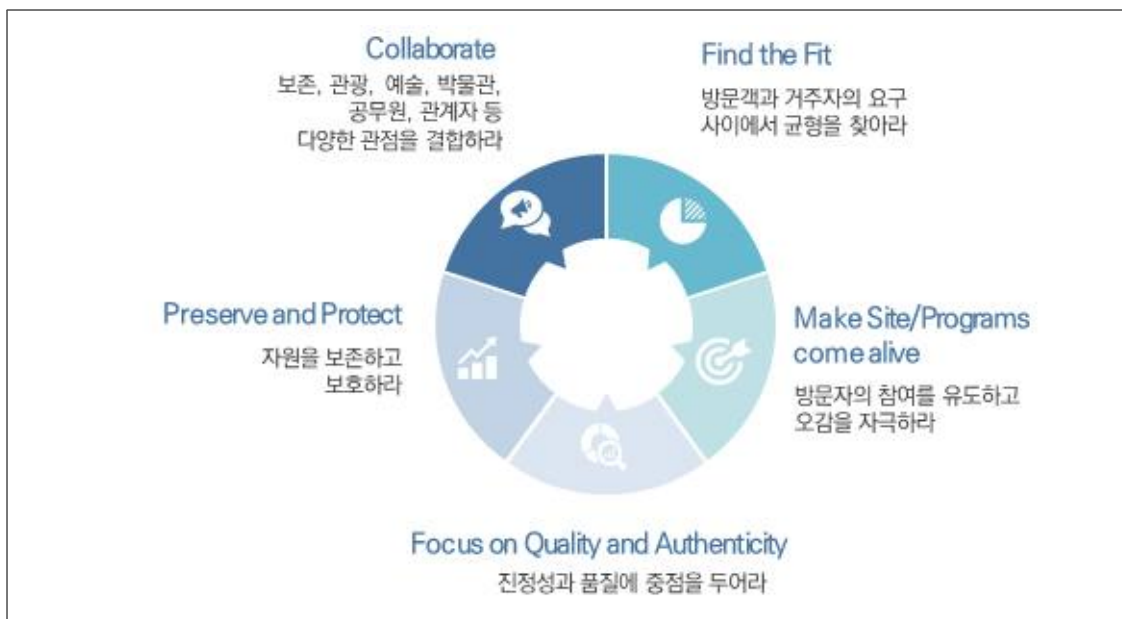 Collaborate
보존, 관광, 예술, 박물관,
공무원, 관계자 등
다양한 관점을 결합하라
Find the Fit
방문객과 거주자의 요구
사이에서 균형을 찾아라
Preserve and Protect
자원을 보존하고
보호하라
Make Site/Programs
come alive
방문자의 참여를 유도하고
오감을 자극하라
Focus on Quality and Authenticity
진정성과 품질에 중점을 두어라